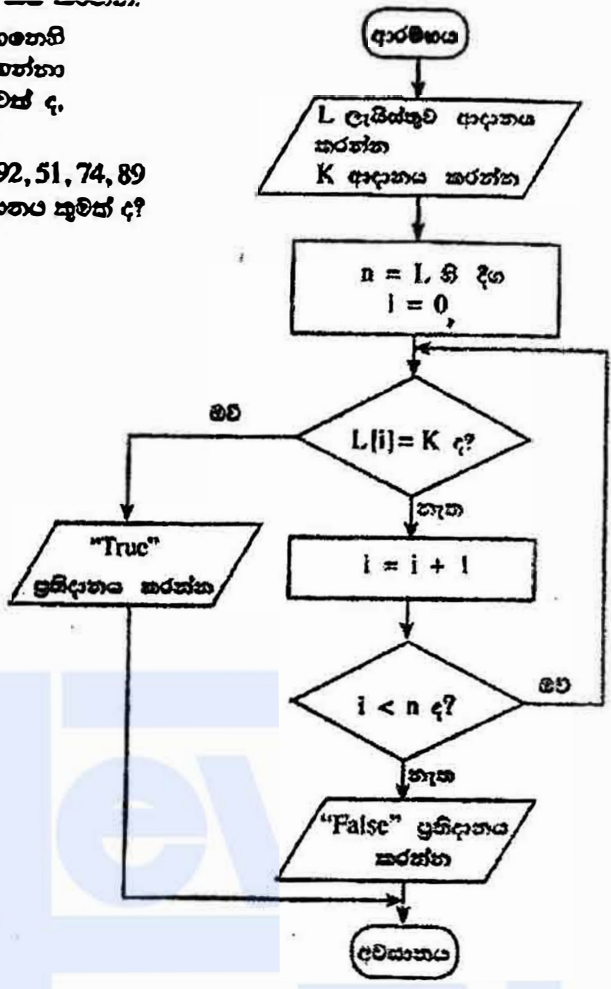 ආරම්භය
L ලැයිස්තුව ආදානය
කරන්න
K ආදානය කරන්න
92, 51, 74, 89
කුමක් ද?
n = L හි දිග
i = 0
ඔව්
L[i]= K ද?
නැත
"True"
ප්‍රතිදානය කරන්න
i = i + 1
i < n ද?
ඔව්
නැත
"False" ප්‍රතිදානය
කරන්න
අවසානය